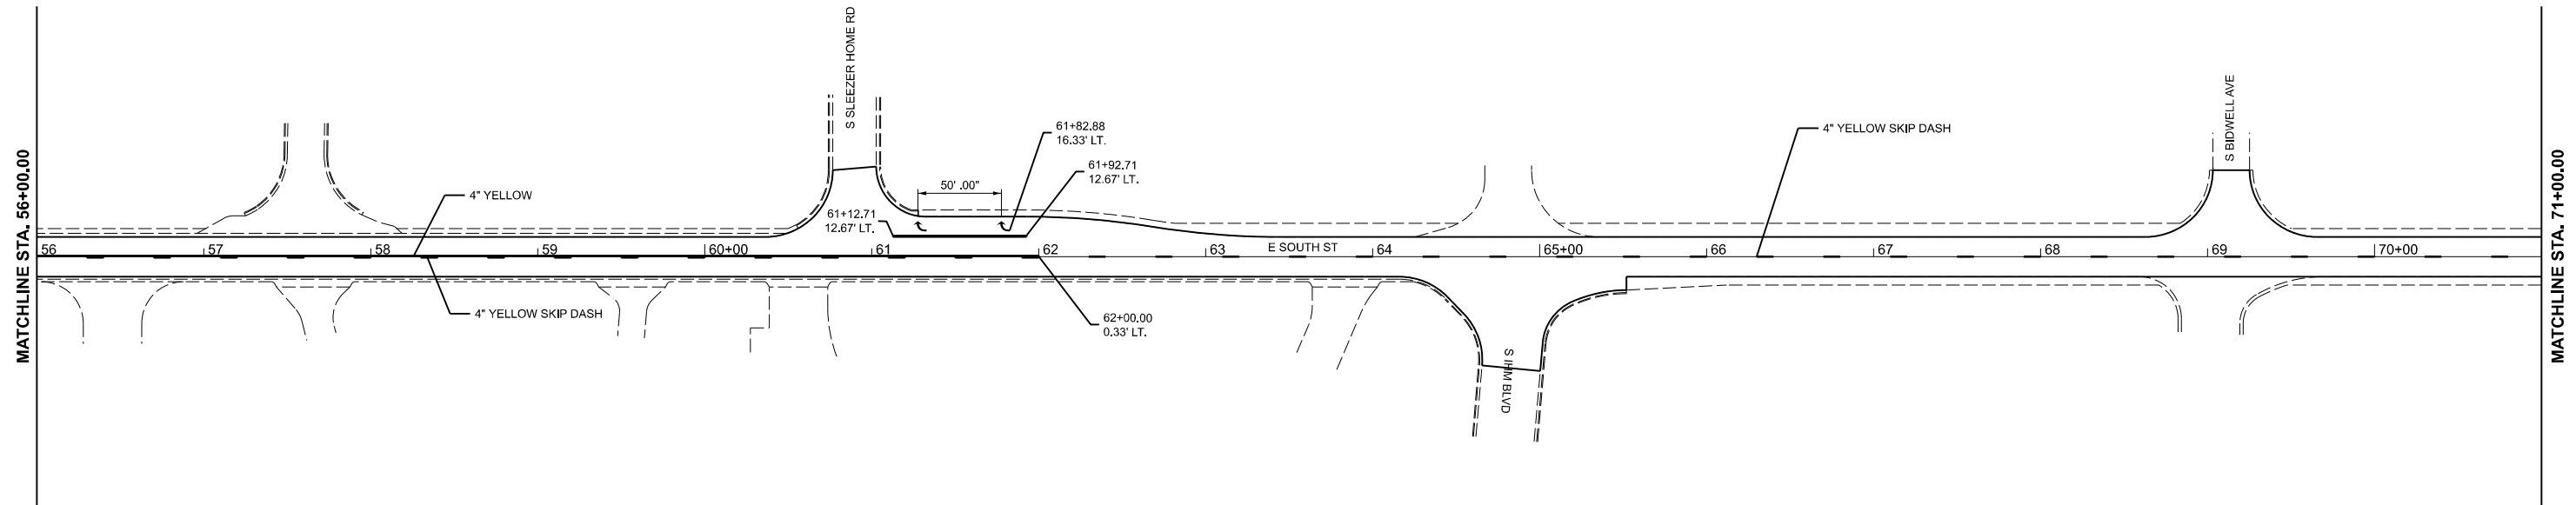 MATCHLINE STA. 56+00.00
S SLEEZER HOME RD
S BIDWELL AVE
61+82.88
16.33' LT.
4" YELLOW SKIP DASH
61+92.71
12.67' LT.
50' .00"
4" YELLOW
61+12.71
12.67' LT.
E SOUTH ST
56
57
58
59
60+00
61
62
63
64
65+00
66
67
68
69
70+00
4" YELLOW SKIP DASH
62+00.00
0.33' LT.
S IHM BLVD
MATCHLINE STA. 71+00.00